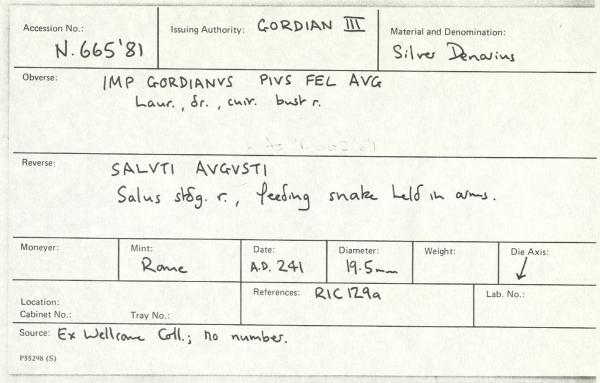 Accession No.: N.665'81
Issuing Authority: GORDIAN III
Material and Denomination: Silver Denarius
Obverse: IMP GORDIANVS PIVS FEL AVG
Laur., dr., cuir. bust r.
Reverse: SALVTI AVGVSTI
Salus stdg. r., feeding snake held in arms.
Moneyer:
Mint: Rome
Date: A.D. 241
Diameter: 19.5mm
Weight:
Die Axis: ↙
Location:
Cabinet No.: Tray No.:
References: RIC 129a
Lab. No.:
Source: Ex Wellcome Coll.; no number.
P55298 (S)